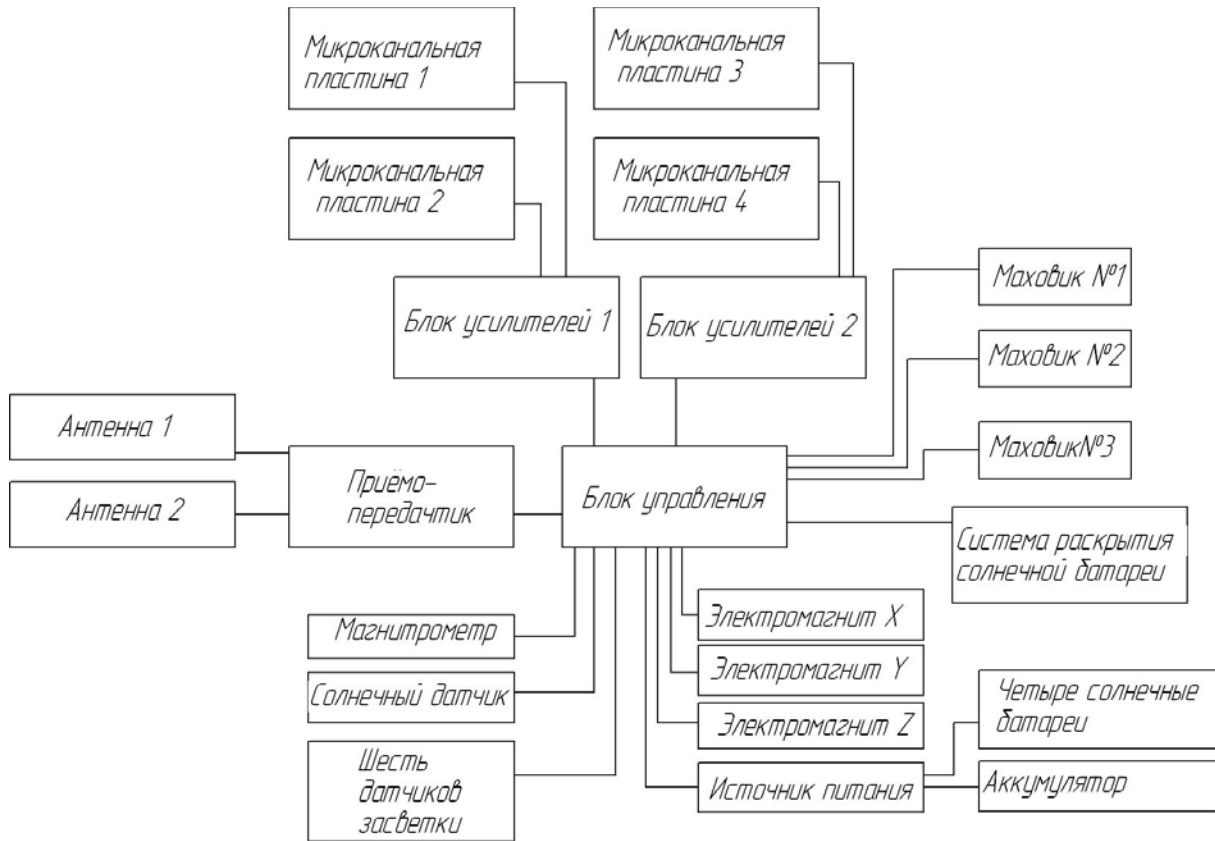 Микроканальная
пластина 1
Микроканальная
пластина 3
Микроканальная
пластина 2
Микроканальная
пластина 4
Блок усилителей 1
Блок усилителей 2
Маховик №1
Маховик №2
Маховик№3
Антенна 1
Антенна 2
Приёмо-
передачтик
Блок управления
Система раскрытия
солнечной батареи
Магнитрометр
Солнечный датчик
Шесть
датчиков
засветки
Электромагнит X
Электромагнит Y
Электромагнит Z
Источник питания
Четыре солнечные
батареи
Аккумулятор